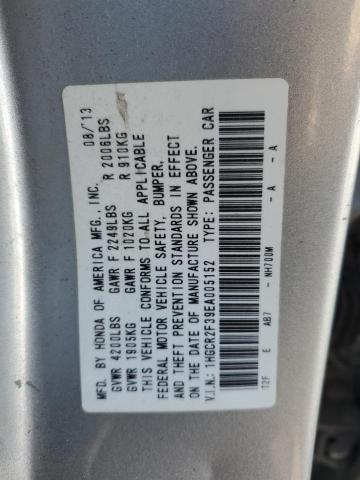 MFD. BY HONDA OF AMERICA MFG., INC. 08/13
GVWR 4200LBS GAWR F 2249LBS R 2006LBS
GVWR 1905KG GAWR F 1020KG R 910KG
THIS VEHICLE CONFORMS TO ALL APPLICABLE
FEDERAL MOTOR VEHICLE SAFETY, BUMPER,
AND THEFT PREVENTION STANDARDS IN EFFECT
ON THE DATE OF MANUFACTURE SHOWN ABOVE.
V.I.N.: 1HGCR2F39EA005152 TYPE: PASSENGER CAR
T2F E AB7 - NH700M - A - A